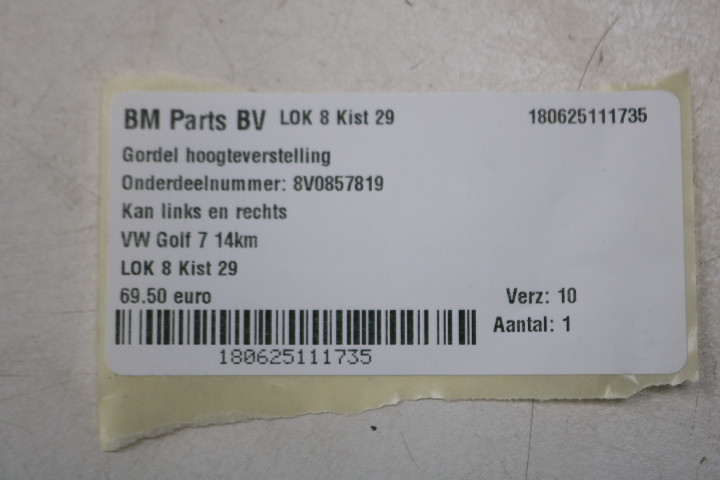 BM Parts BV LOK 8 Kist 29 180625111735
Gordel hoogteverstelling
Onderdeelnummer: 8V0857819
Kan links en rechts
VW Golf 7 14km
LOK 8 Kist 29
69.50 euro Verz: 10
Aantal: 1
180625111735